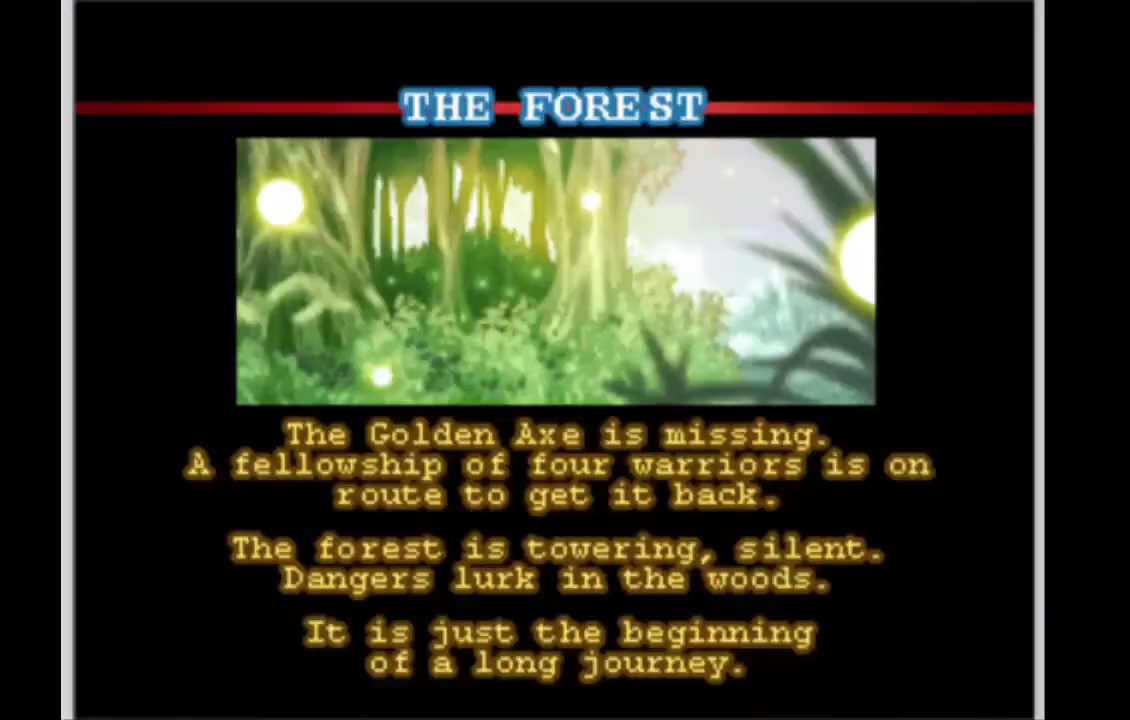 THE FOREST
The Golden Axe is missing.
A fellowship of four warriors is on
route to get it back.
The forest is towering, silent.
Dangers lurk in the woods.
It is just the beginning
of a long journey.